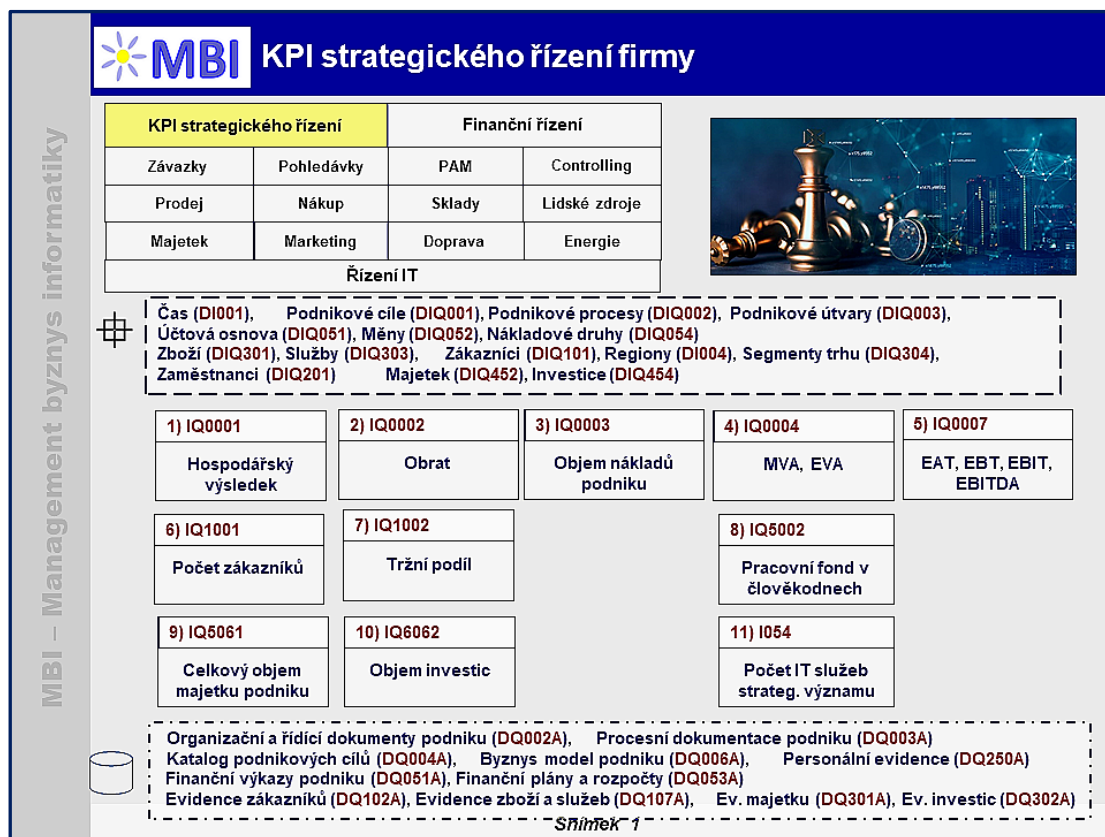 MBI
KPI strategického řízení firmy
MBI – Management byznys informatiky
KPI strategického řízení
Finanční řízení
Závazky
Pohledávky
PAM
Controlling
Prodej
Nákup
Sklady
Lidské zdroje
Majetek
Marketing
Doprava
Energie
Řízení IT
Čas (DI001), Podnikové cíle (DIQ001), Podnikové procesy (DIQ002), Podnikové útvary (DIQ003),
Účtová osnova (DIQ051), Měny (DIQ052), Nákladové druhy (DIQ054)
Zboží (DIQ301), Služby (DIQ303), Zákazníci (DIQ101), Regiony (DI004), Segmenty trhu (DIQ304),
Zaměstnanci (DIQ201) Majetek (DIQ452), Investice (DIQ454)
1) IQ0001
Hospodářský
výsledek
2) IQ0002
Obrat
3) IQ0003
Objem nákladů
podniku
4) IQ0004
MVA, EVA
5) IQ0007
EAT, EBT, EBIT,
EBITDA
6) IQ1001
Počet zákazníků
7) IQ1002
Tržní podíl
8) IQ5002
Pracovní fond v
člověkodnech
9) IQ5061
Celkový objem
majetku podniku
10) IQ6062
Objem investic
11) I054
Počet IT služeb
strateg. významu
Organizační a řídící dokumenty podniku (DQ002A), Procesní dokumentace podniku (DQ003A)
Katalog podnikových cílů (DQ004A), Byznys model podniku (DQ006A), Personální evidence (DQ250A)
Finanční výkazy podniku (DQ051A), Finanční plány a rozpočty (DQ053A)
Evidence zákazníků (DQ102A), Evidence zboží a služeb (DQ107A), Ev. majetku (DQ301A), Ev. investic (DQ302A)
Snímek 1